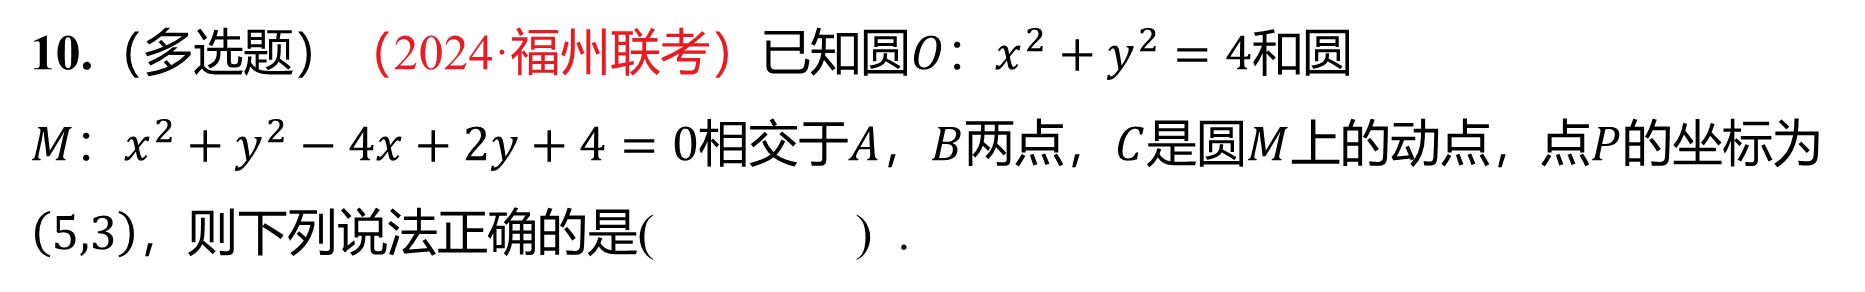 10.（多选题）（2024·福州联考）已知圆O：x² + y² = 4和圆
M：x² + y² − 4x + 2y + 4 = 0相交于A，B两点，C是圆M上的动点，点P的坐标为
(5,3)，则下列说法正确的是(      ）.